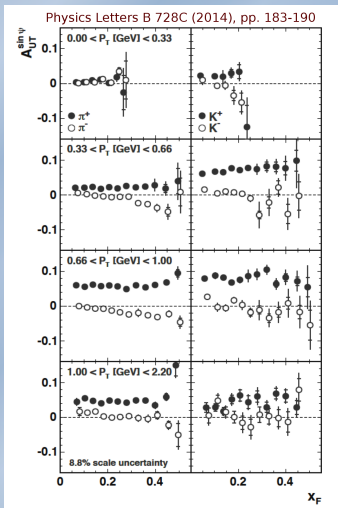 Physics Letters B 728C (2014), pp. 183-190
A_UT^sin ψ
0.00 < P_T [GeV] < 0.33
0.1
0
-0.1
π⁺
π⁻
K⁺
K⁻
0.33 < P_T [GeV] < 0.66
0.1
0
-0.1
0.66 < P_T [GeV] < 1.00
0.1
0
-0.1
1.00 < P_T [GeV] < 2.20
0.1
0
-0.1
8.8% scale uncertainty
0 0.2 0.4 0.2 0.4
x_F